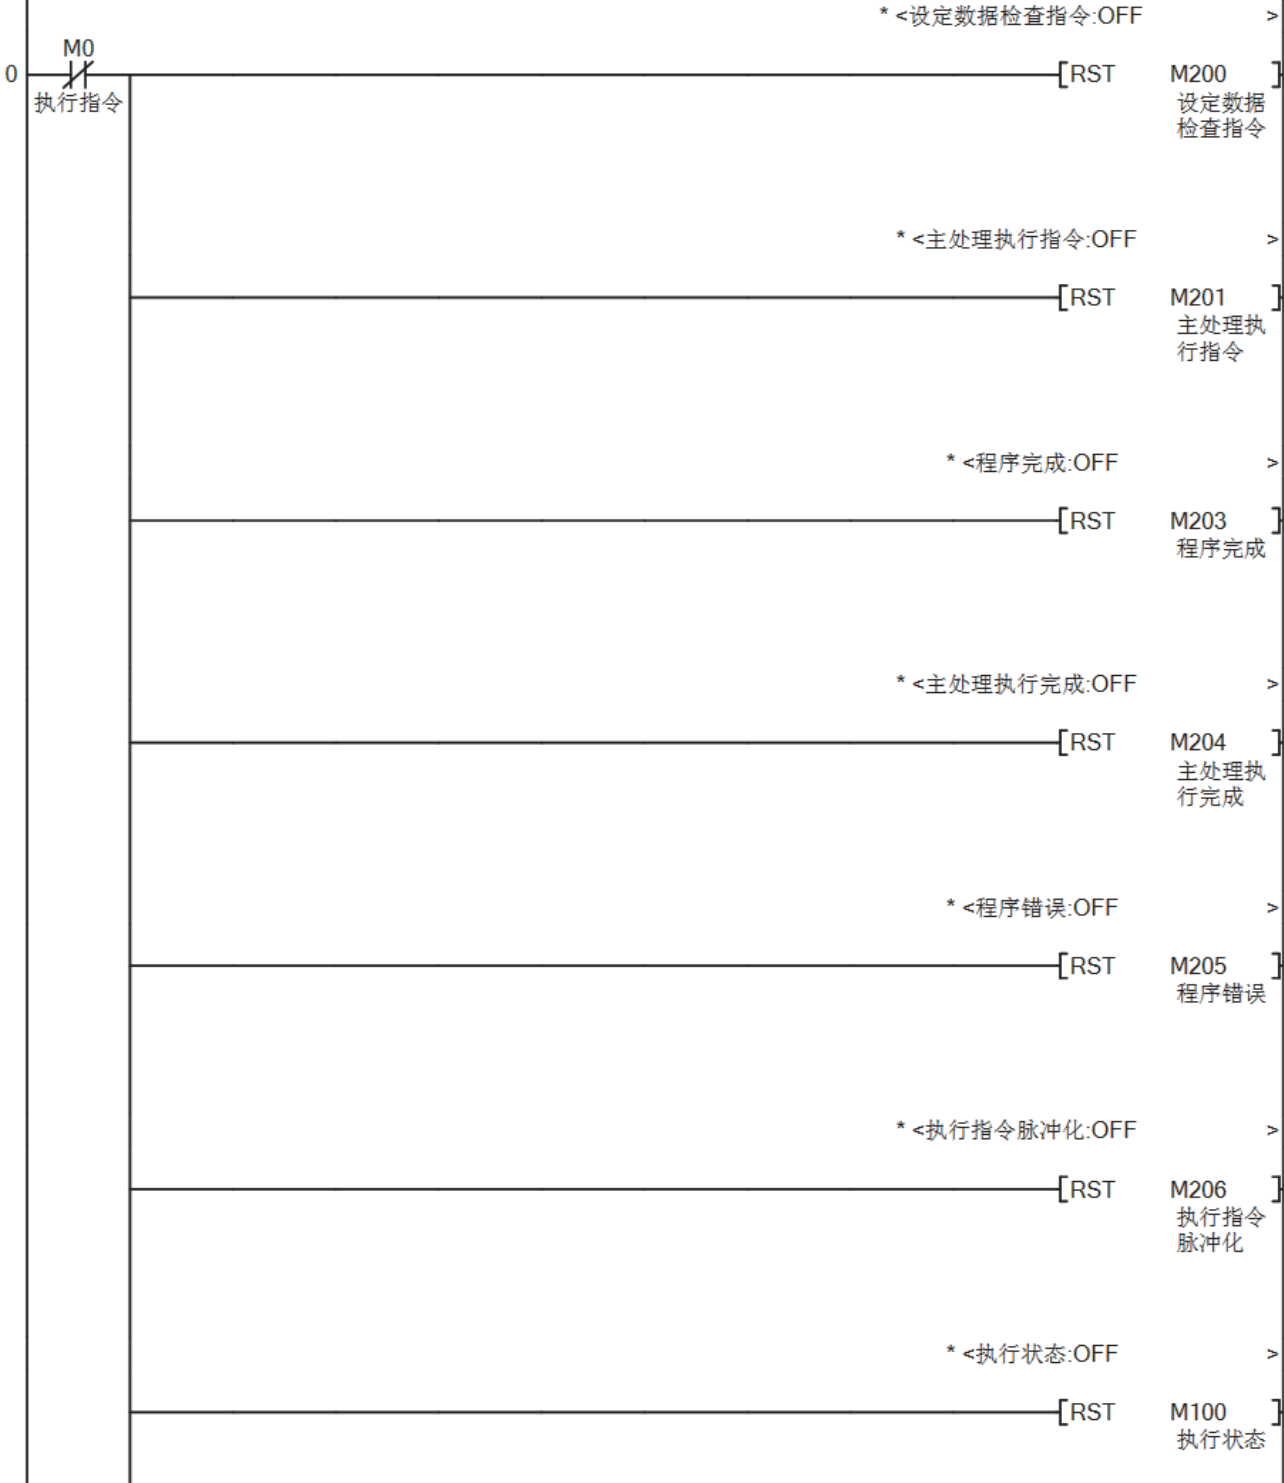 * <设定数据检查指令:OFF >
M0
0 [RST M200 ]
执行指令 设定数据
检查指令
* <主处理执行指令:OFF >
[RST M201 ]
主处理执
行指令
* <程序完成:OFF >
[RST M203 ]
程序完成
* <主处理执行完成:OFF >
[RST M204 ]
主处理执
行完成
* <程序错误:OFF >
[RST M205 ]
程序错误
* <执行指令脉冲化:OFF >
[RST M206 ]
执行指令
脉冲化
* <执行状态:OFF >
[RST M100 ]
执行状态